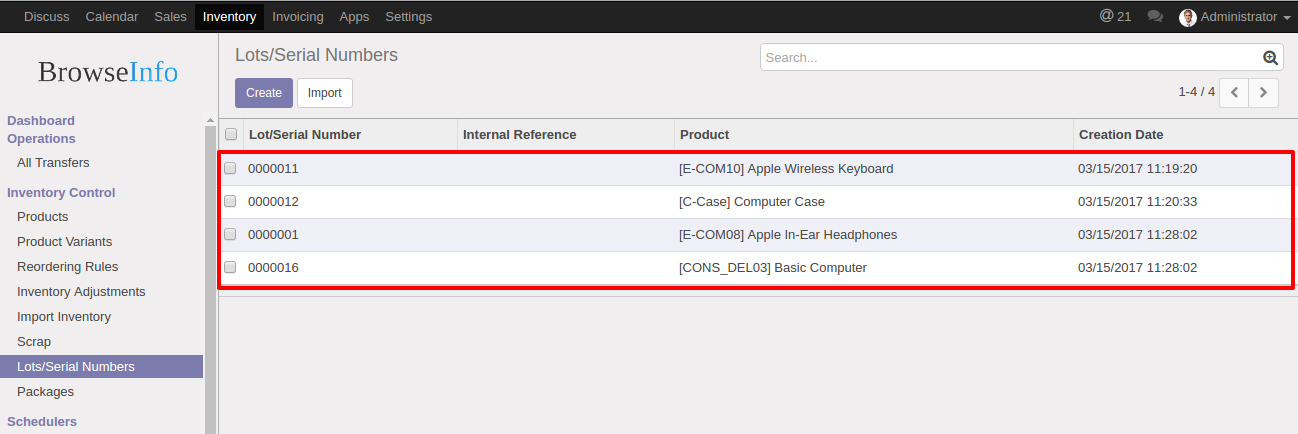 Discuss Calendar Sales Inventory Invoicing Apps Settings @ 21 Administrator
BrowseInfo
Dashboard
Operations
All Transfers
Inventory Control
Products
Product Variants
Reordering Rules
Inventory Adjustments
Import Inventory
Scrap
Lots/Serial Numbers
Packages
Schedulers
Lots/Serial Numbers
Search...
Create Import
1-4 / 4
Lot/Serial Number Internal Reference Product Creation Date
0000011 [E-COM10] Apple Wireless Keyboard 03/15/2017 11:19:20
0000012 [C-Case] Computer Case 03/15/2017 11:20:33
0000001 [E-COM08] Apple In-Ear Headphones 03/15/2017 11:28:02
0000016 [CONS_DEL03] Basic Computer 03/15/2017 11:28:02